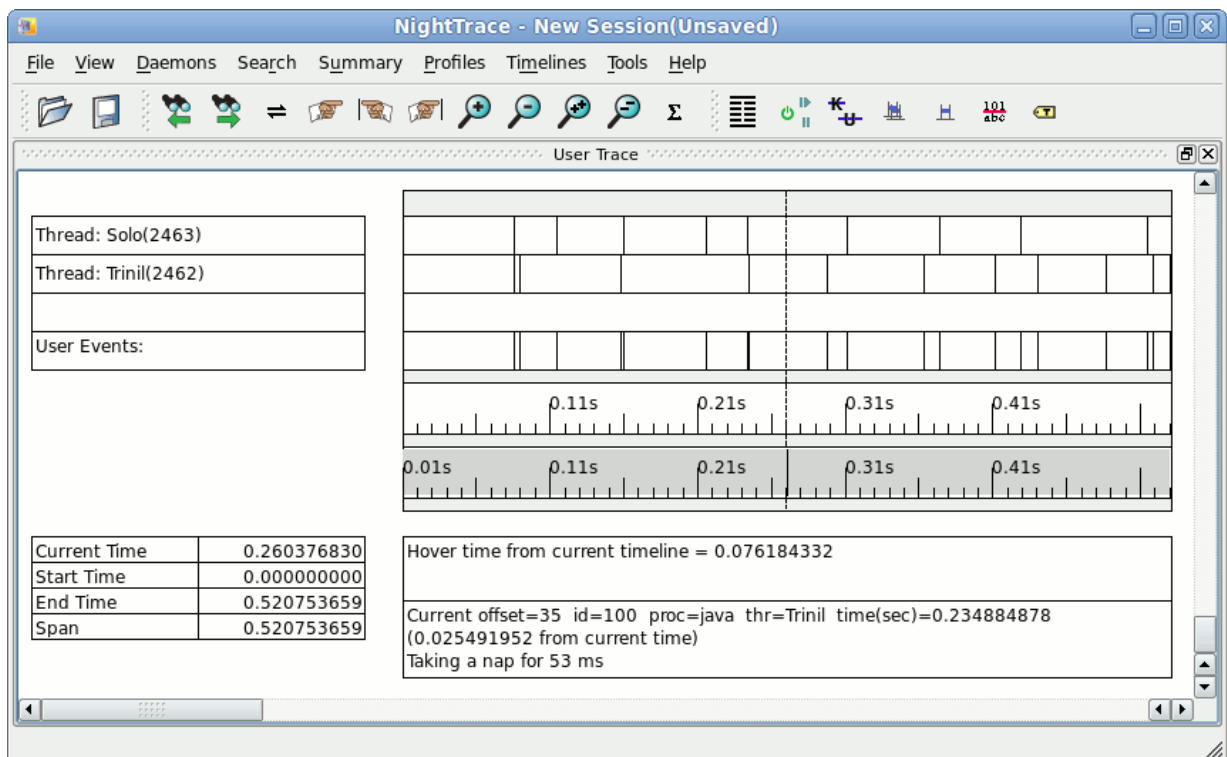 NightTrace - New Session(Unsaved)
File View Daemons Search Summary Profiles Timelines Tools Help
Σ 101 abc
User Trace
Thread: Solo(2463)
Thread: Trinil(2462)
User Events:
0.11s 0.21s 0.31s 0.41s
0.01s 0.11s 0.21s 0.31s 0.41s
Current Time 0.260376830
Start Time 0.000000000
End Time 0.520753659
Span 0.520753659
Hover time from current timeline = 0.076184332
Current offset=35 id=100 proc=java thr=Trinil time(sec)=0.234884878
(0.025491952 from current time)
Taking a nap for 53 ms